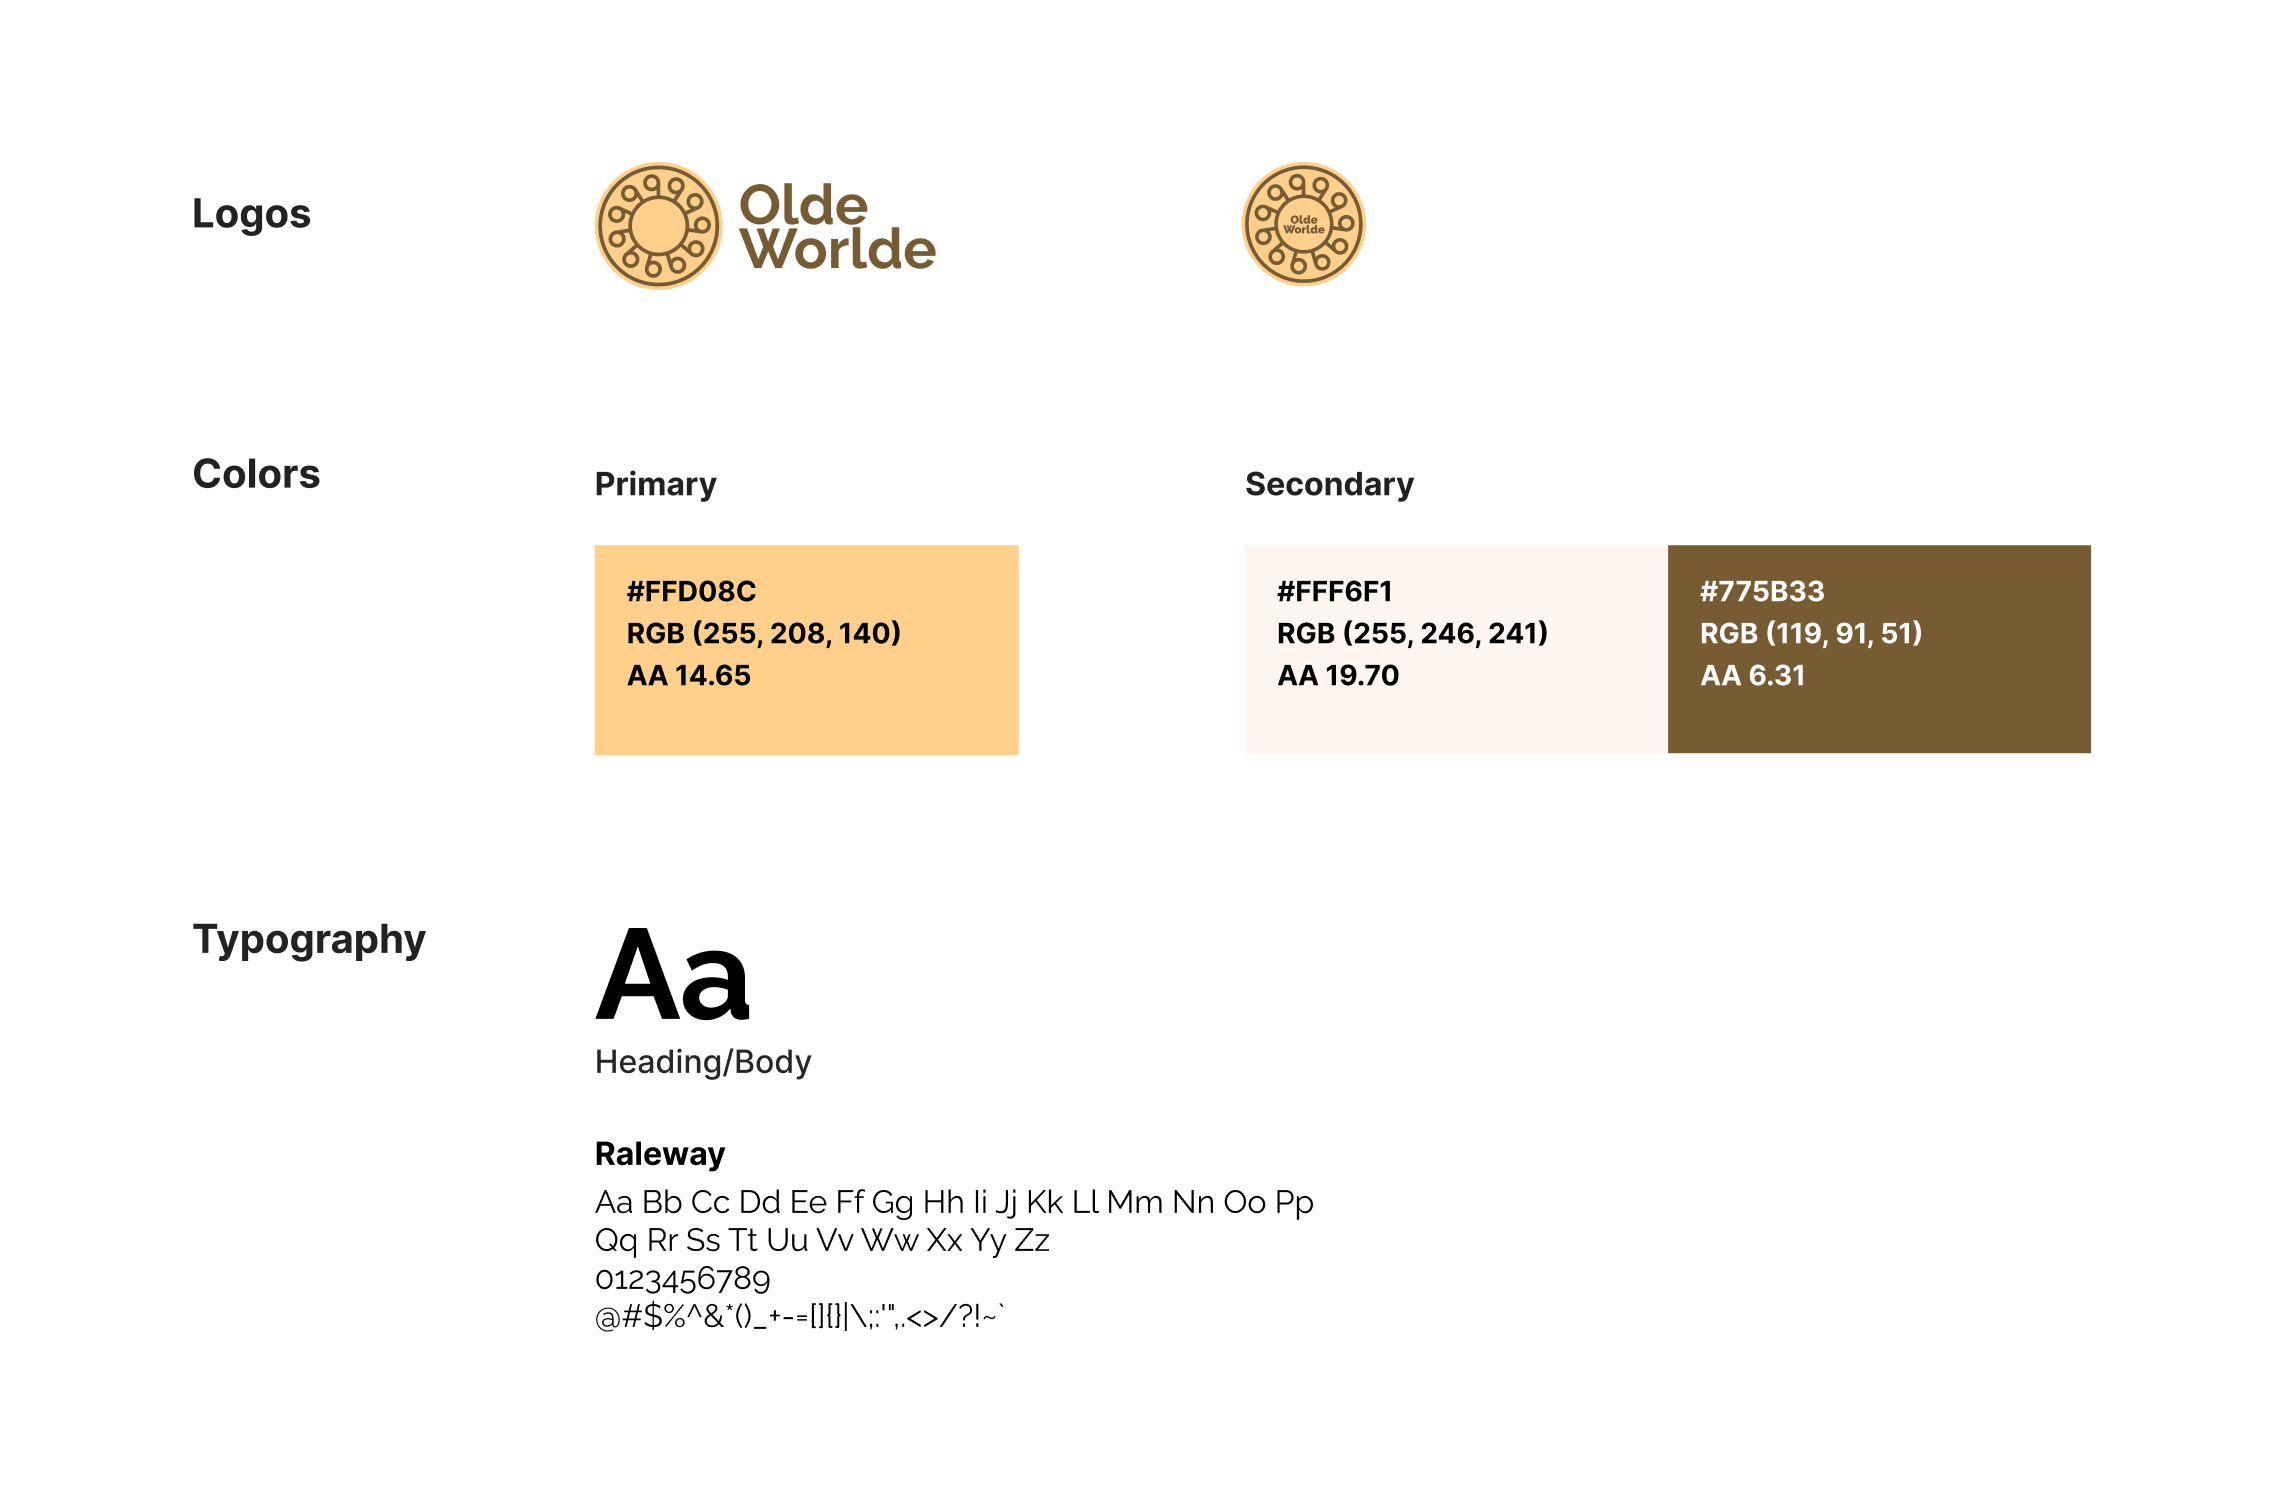 Logos
Olde
Worlde
Olde
Worlde
Colors
Primary
Secondary
#FFD08C
RGB (255, 208, 140)
AA 14.65
#FFF6F1
RGB (255, 246, 241)
AA 19.70
#775B33
RGB (119, 91, 51)
AA 6.31
Typography
Aa
Heading/Body
Raleway
Aa Bb Cc Dd Ee Ff Gg Hh Ii Jj Kk Ll Mm Nn Oo Pp
Qq Rr Ss Tt Uu Vv Ww Xx Yy Zz
0123456789
@#$%^&*()_+-=[]{}|\;:'",.<>/?!~`